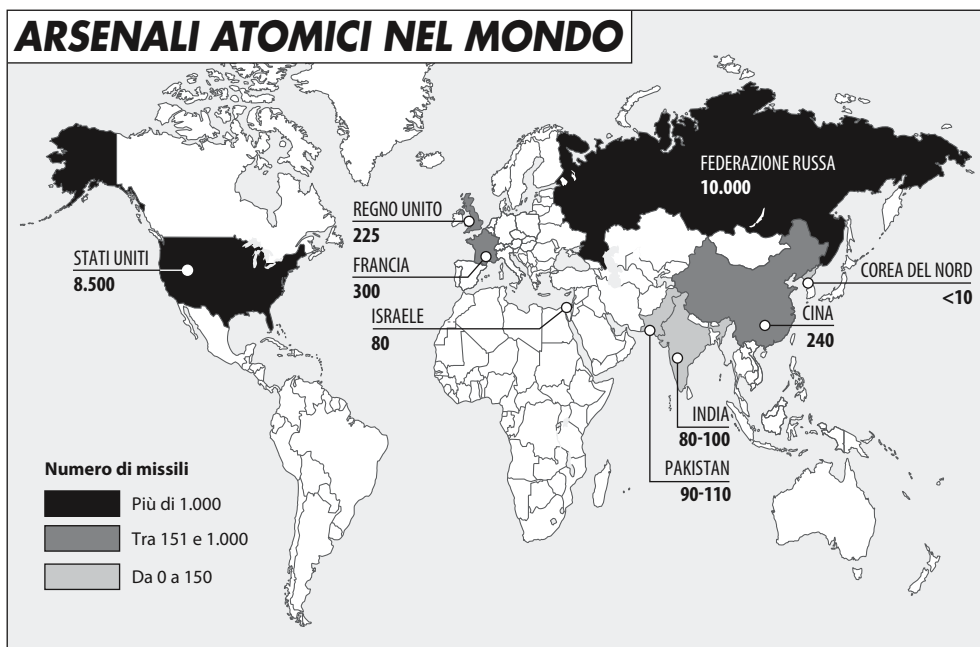 ARSENALI ATOMICI NEL MONDO
FEDERAZIONE RUSSA
10.000
REGNO UNITO
225
STATI UNITI
8.500
FRANCIA
300
COREA DEL NORD
<10
ISRAELE
80
CINA
240
INDIA
80-100
PAKISTAN
90-110
Numero di missili
Più di 1.000
Tra 151 e 1.000
Da 0 a 150